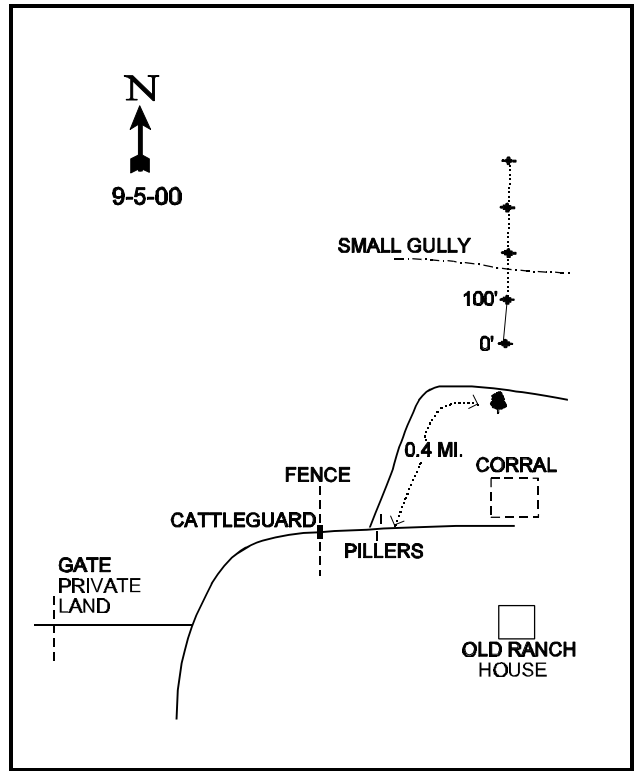 N
9-5-00
SMALL GULLY
100'
0'
0.4 MI.
FENCE
CORRAL
CATTLEGUARD
PILLERS
GATE
PRIVATE
LAND
OLD RANCH
HOUSE